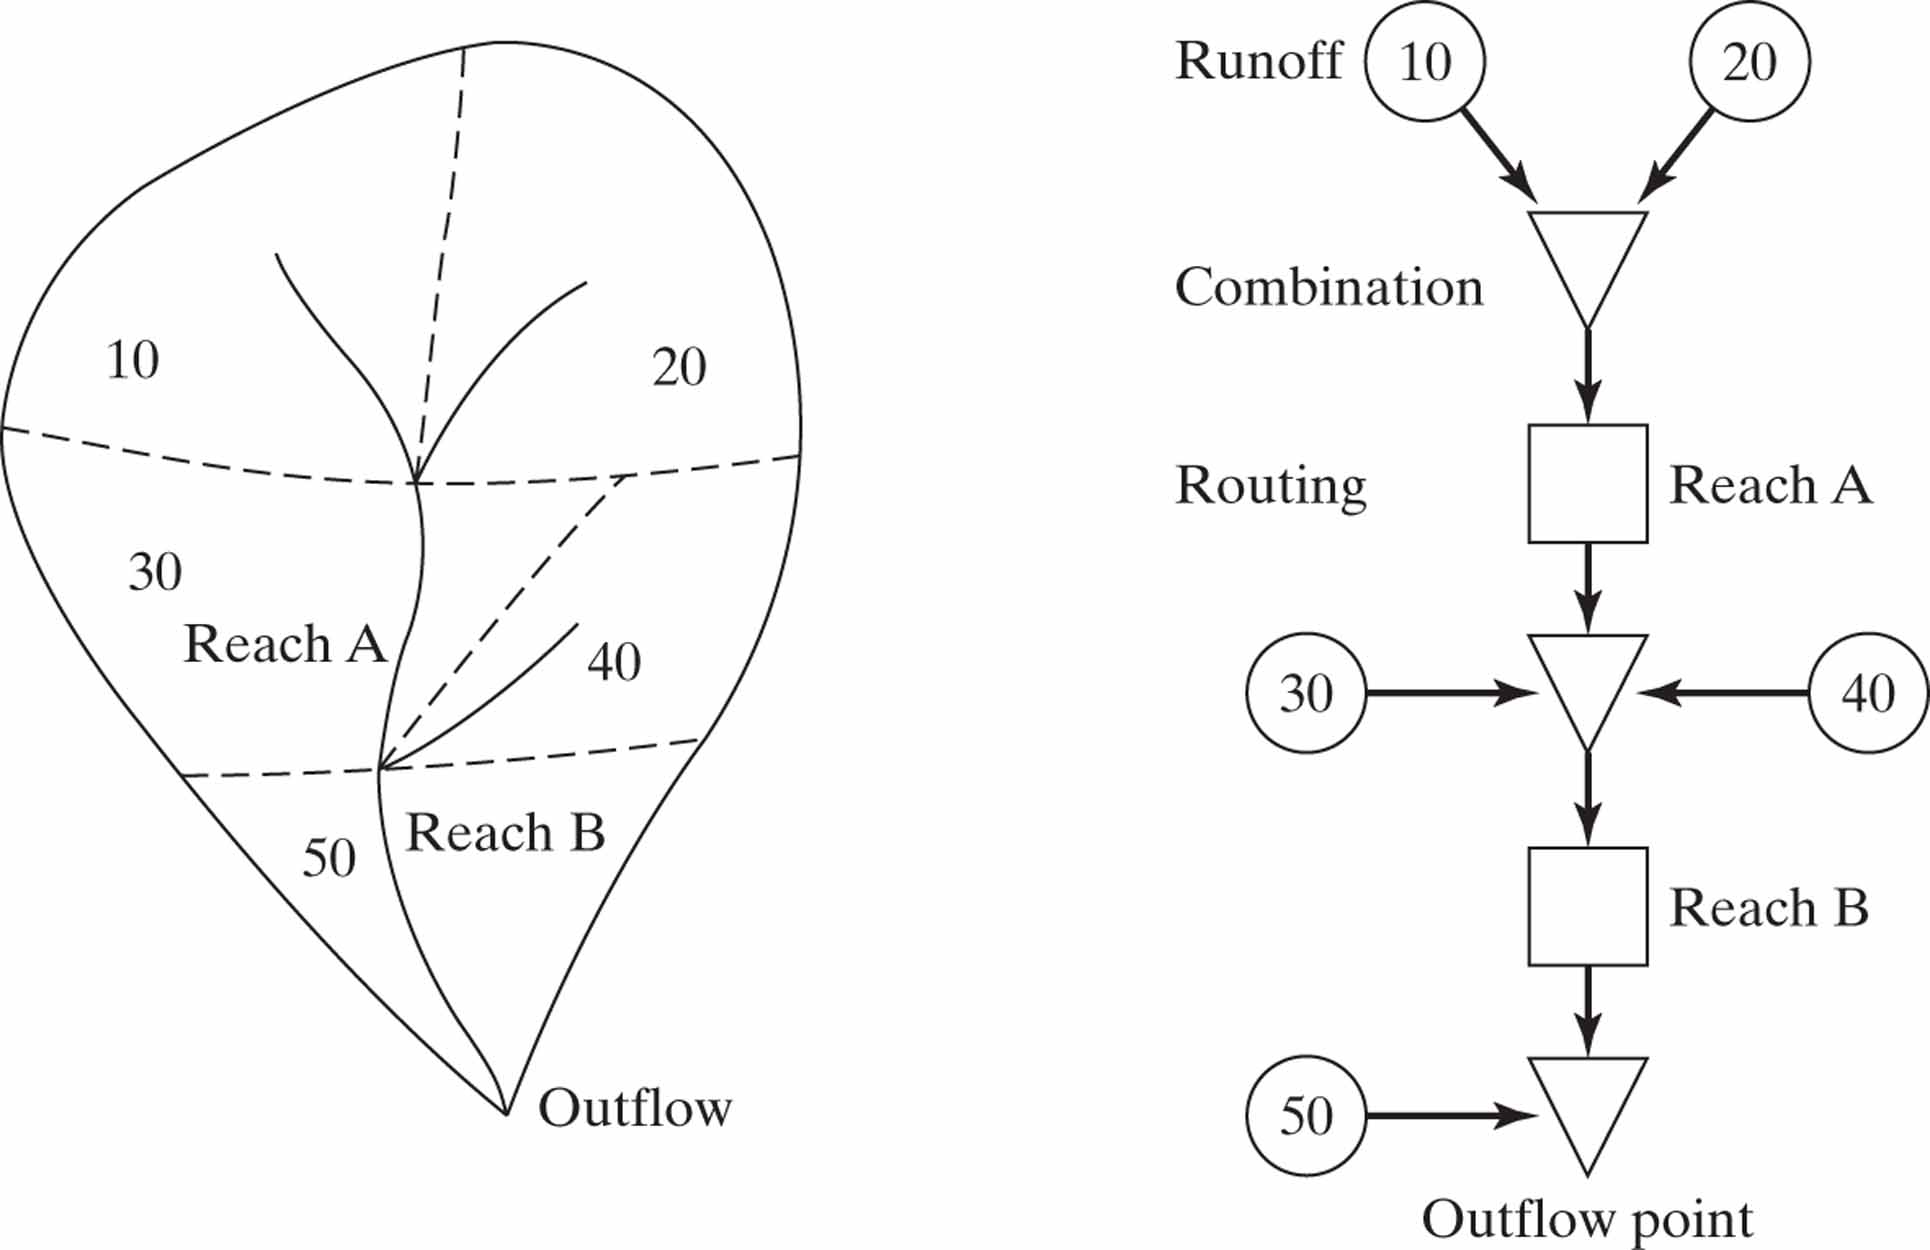 10
20
30
Reach A
40
50
Reach B
Outflow
Runoff
10
20
Combination
Routing
Reach A
30
40
Reach B
50
Outflow point